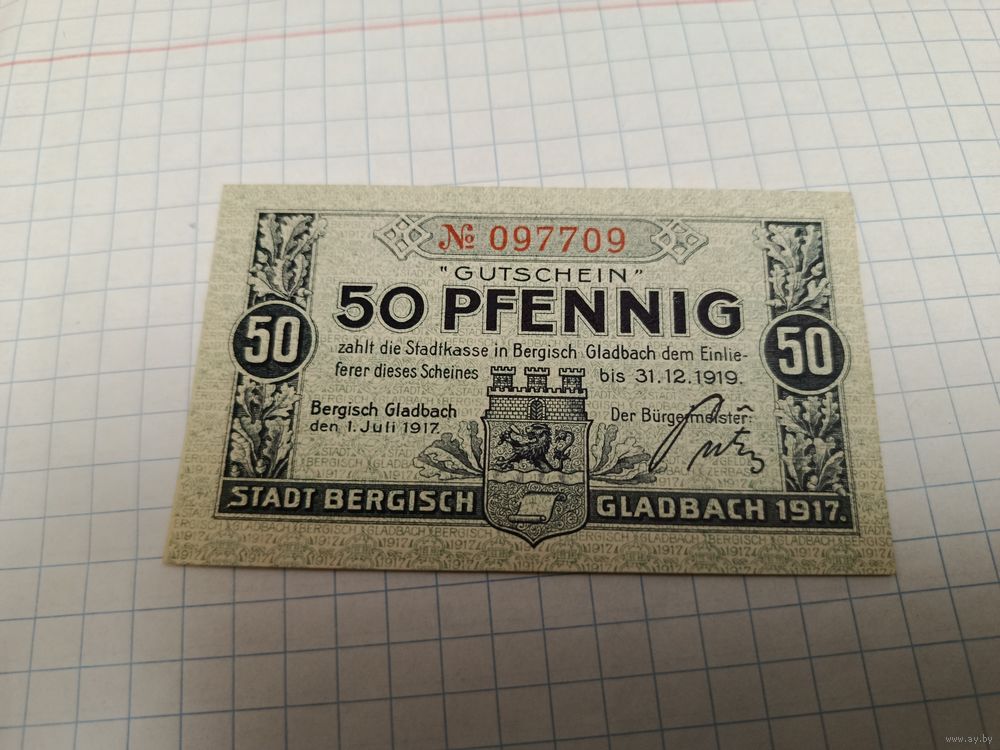 № 097709
"GUTSCHEIN"
50 PFENNIG
50
50
zahlt die Stadtkasse in Bergisch Gladbach dem Einlie-
ferer dieses Scheines bis 31.12.1919.
Bergisch Gladbach
den 1. Juli 1917.
Der Bürgermeister:
STADT BERGISCH GLADBACH 1917.
www.ay.by